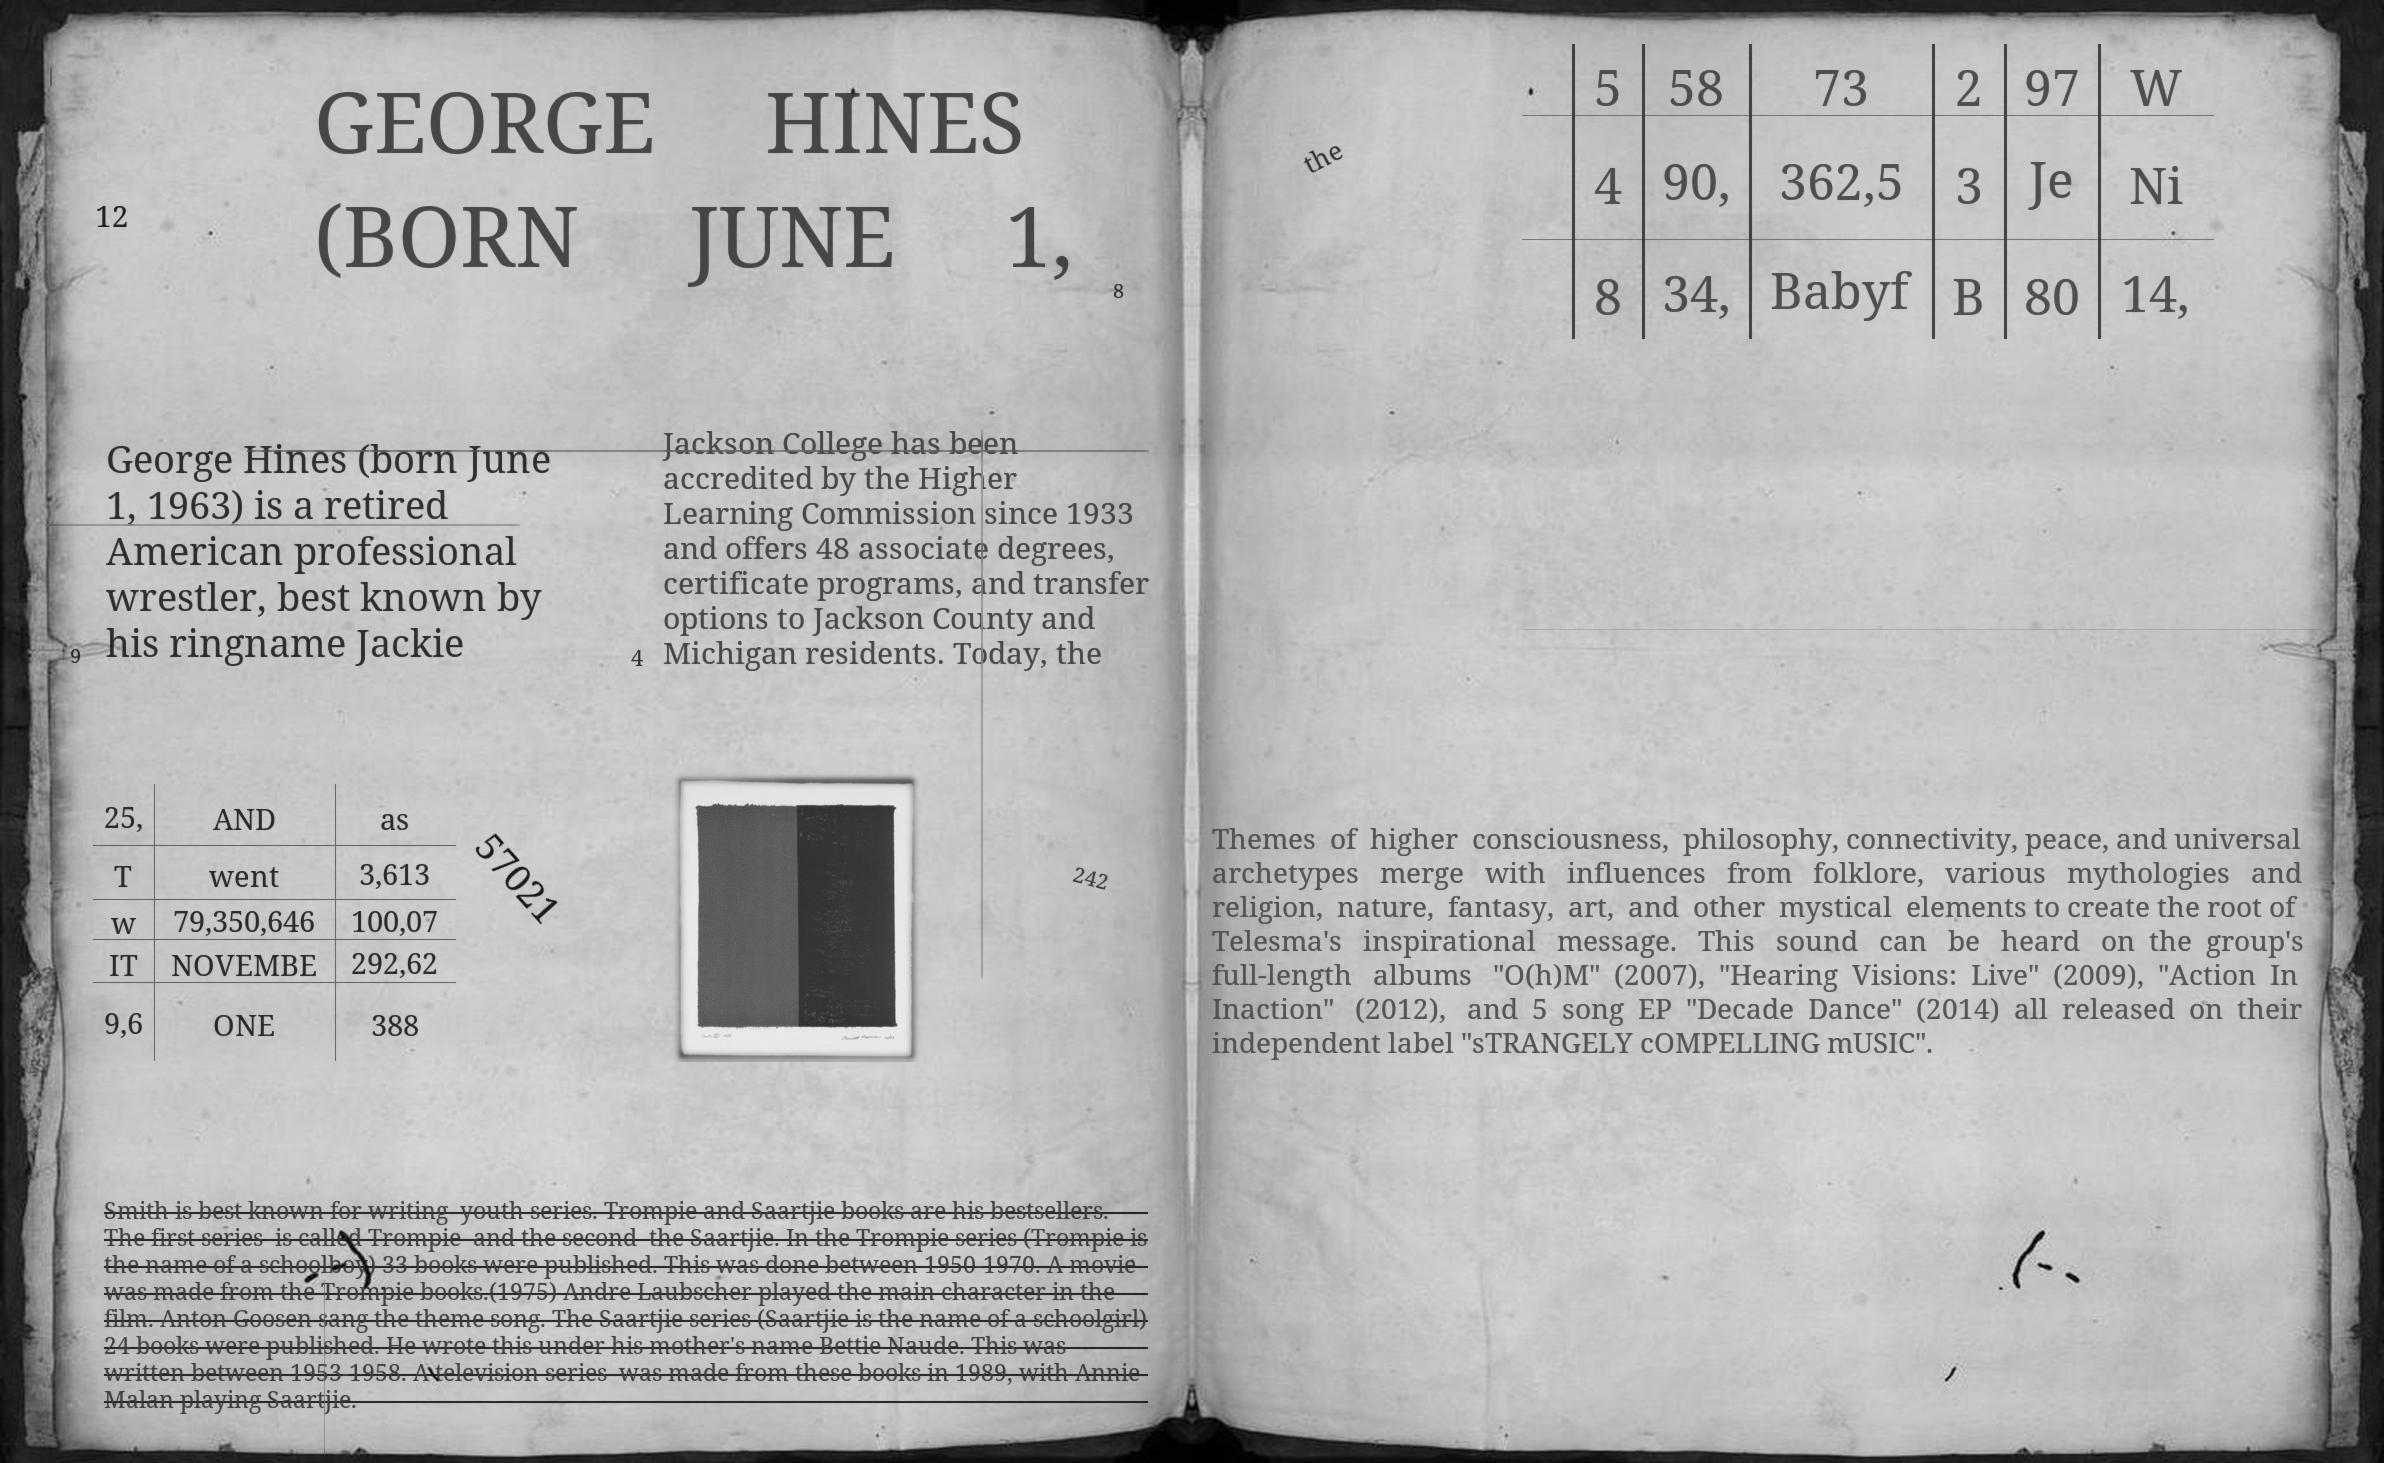 GEORGE HINES
(BORN JUNE 1,
12
8
George Hines (born June
1, 1963) is a retired
American professional
wrestler, best known by
his ringname Jackie
9
Jackson College has been
accredited by the Higher
Learning Commission since 1933
and offers 48 associate degrees,
certificate programs, and transfer
options to Jackson County and
Michigan residents. Today, the
4
25, AND as
T went 3,613
w 79,350,646 100,07
IT NOVEMBE 292,62
9,6 ONE 388
57021
242
Smith is best known for writing youth series. Trompie and Saartjie books are his bestsellers.
The first series is called Trompie and the second the Saartjie. In the Trompie series (Trompie is
the name of a schoolboy) 33 books were published. This was done between 1950-1970. A movie
was made from the Trompie books.(1975) Andre Laubscher played the main character in the
film. Anton Goosen sang the theme song. The Saartjie series (Saartjie is the name of a schoolgirl)
24 books were published. He wrote this under his mother's name Bettie Naude. This was
written between 1953-1958. A television series was made from these books in 1989, with Annie
Malan playing Saartjie.
the
5 58 73 2 97 W
4 90, 362,5 3 Je Ni
8 34, Babyf B 80 14,
Themes of higher consciousness, philosophy, connectivity, peace, and universal
archetypes merge with influences from folklore, various mythologies and
religion, nature, fantasy, art, and other mystical elements to create the root of
Telesma's inspirational message. This sound can be heard on the group's
full-length albums "O(h)M" (2007), "Hearing Visions: Live" (2009), "Action In
Inaction" (2012), and 5 song EP "Decade Dance" (2014) all released on their
independent label "sTRANGELY cOMPELLING mUSIC".